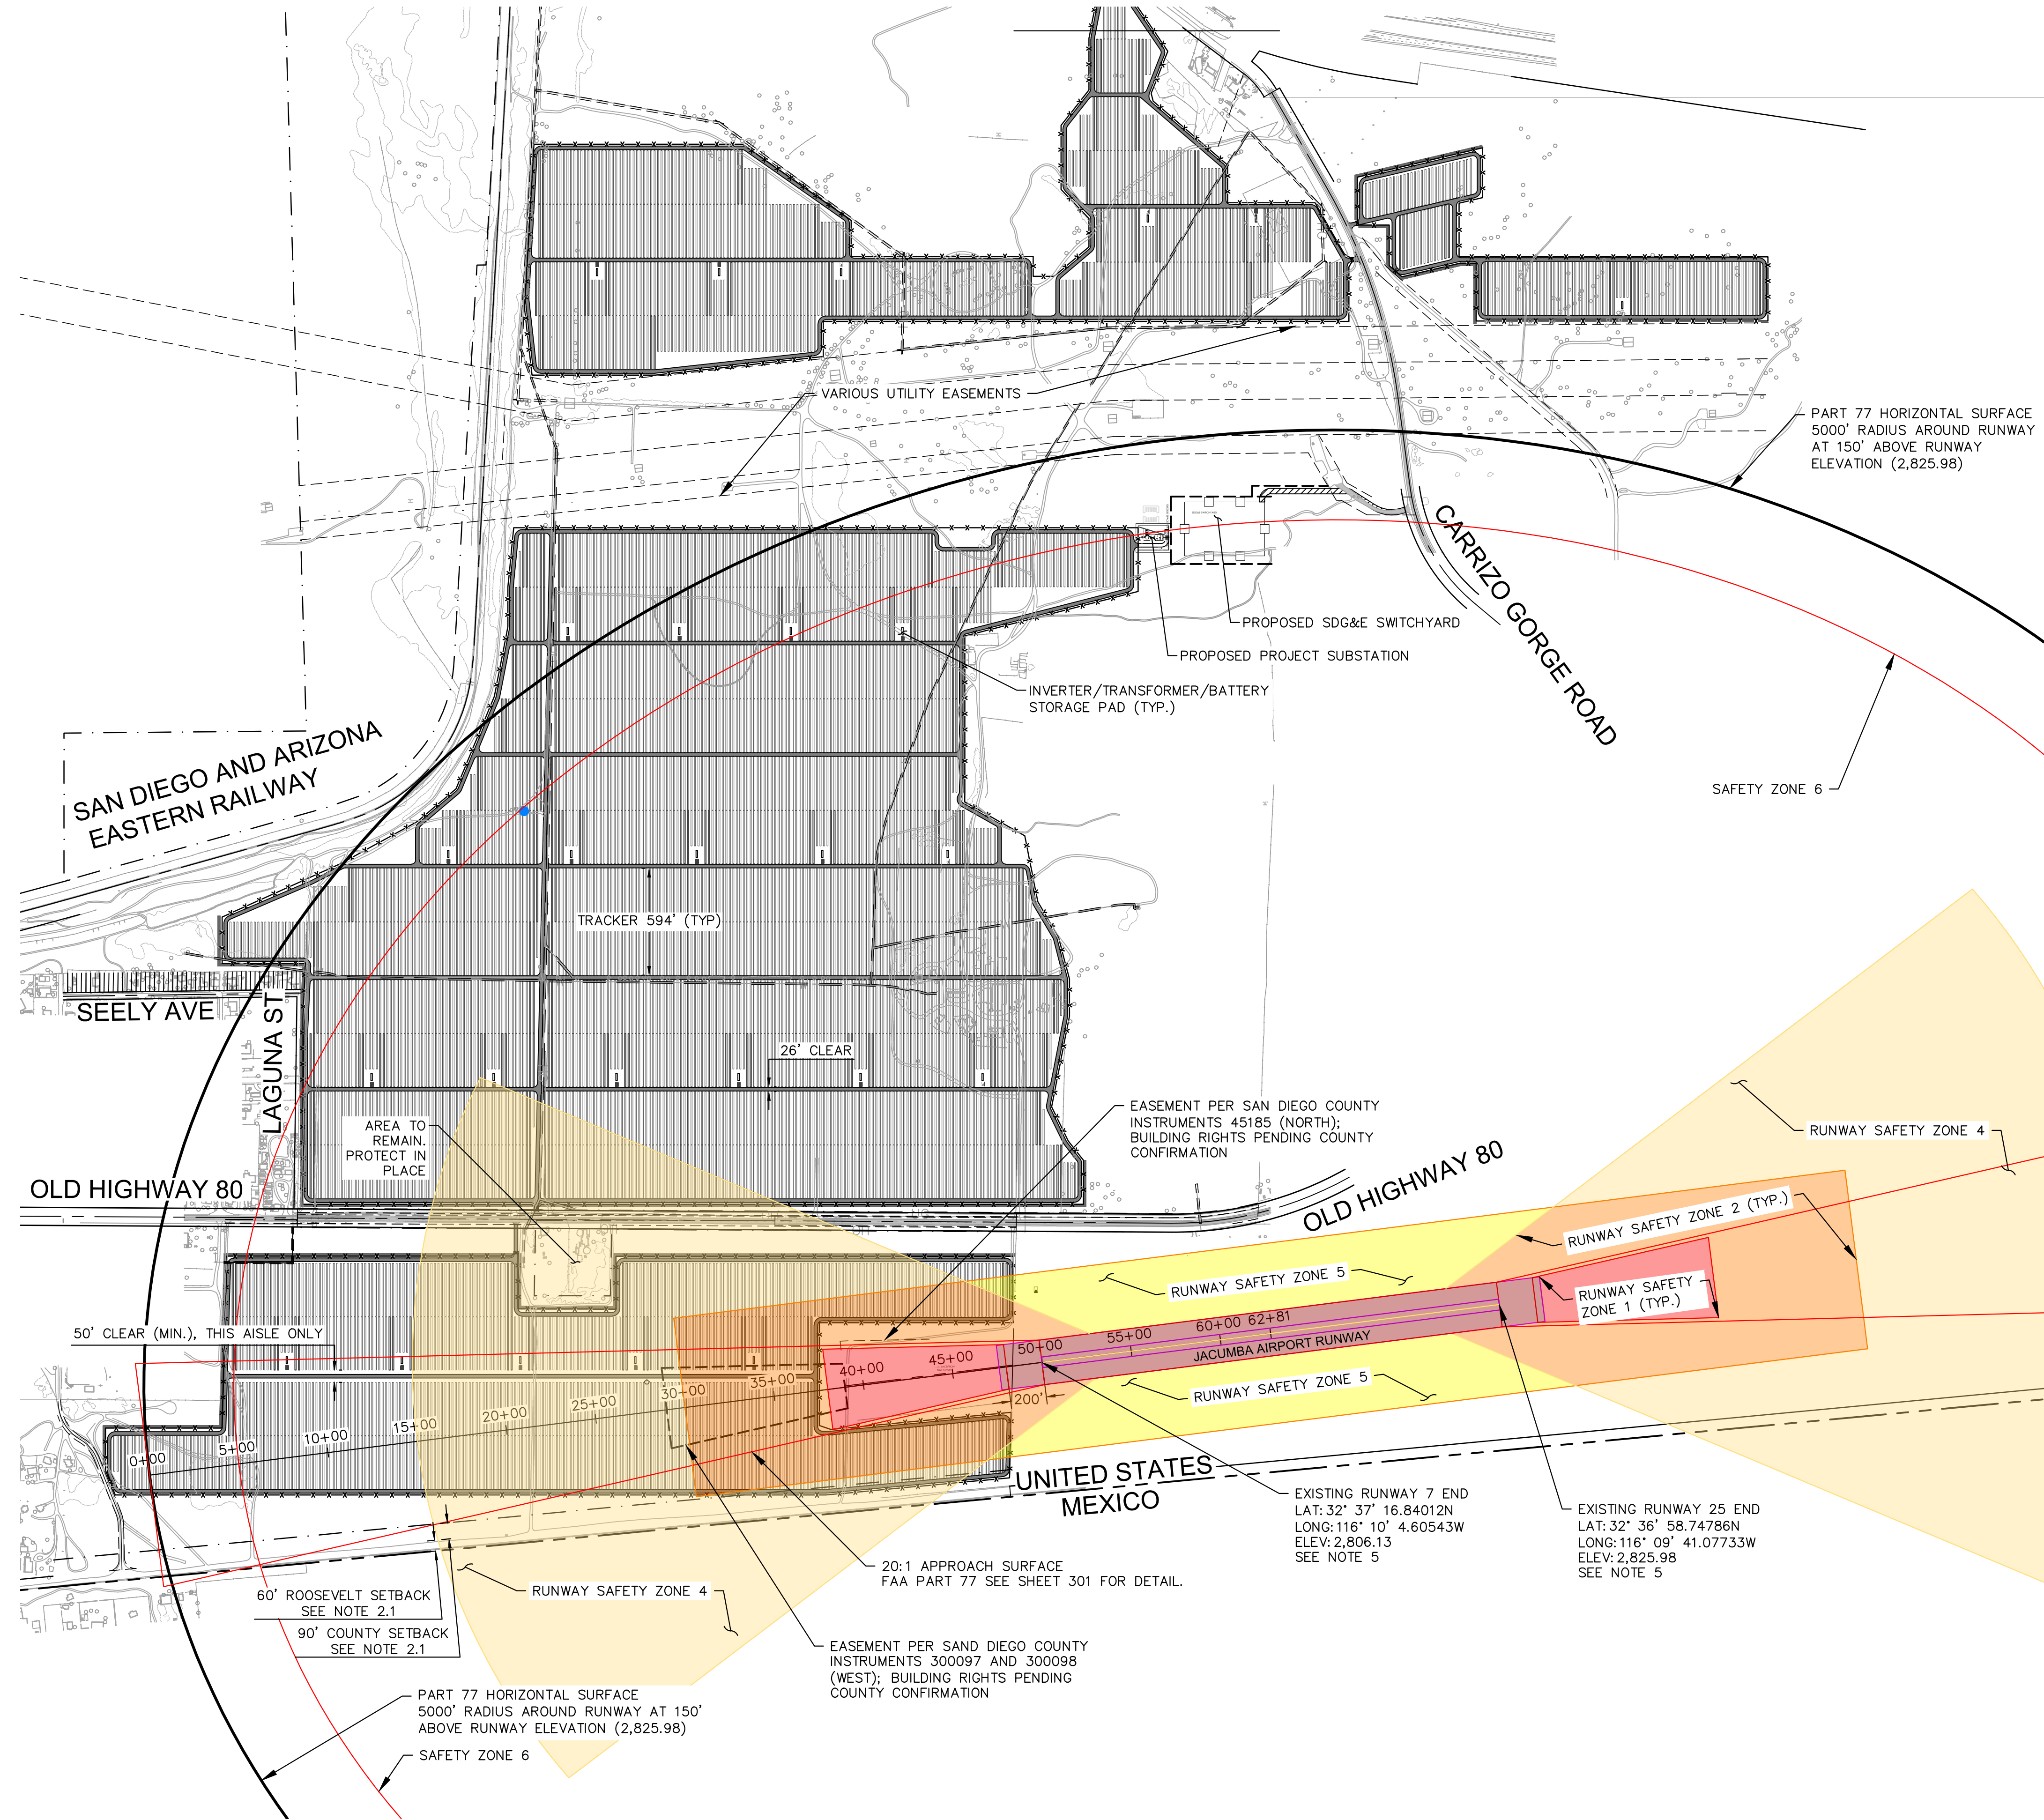 VARIOUS UTILITY EASEMENTS
PART 77 HORIZONTAL SURFACE
5000' RADIUS AROUND RUNWAY
AT 150' ABOVE RUNWAY
ELEVATION (2,825.98)
CARRIZO GORGE ROAD
PROPOSED SDG&E SWITCHYARD
PROPOSED PROJECT SUBSTATION
INVERTER/TRANSFORMER/BATTERY
STORAGE PAD (TYP.)
SAN DIEGO AND ARIZONA
EASTERN RAILWAY
SAFETY ZONE 6
TRACKER 594' (TYP)
SEELY AVE
LAGUNA ST
26' CLEAR
AREA TO
REMAIN.
PROTECT IN
PLACE
EASEMENT PER SAN DIEGO COUNTY
INSTRUMENTS 45185 (NORTH);
BUILDING RIGHTS PENDING COUNTY
CONFIRMATION
RUNWAY SAFETY ZONE 4
OLD HIGHWAY 80
OLD HIGHWAY 80
RUNWAY SAFETY ZONE 2 (TYP.)
RUNWAY SAFETY ZONE 5
RUNWAY SAFETY
ZONE 1 (TYP.)
50' CLEAR (MIN.), THIS AISLE ONLY
0+00
5+00
10+00
15+00
20+00
25+00
30+00
35+00
40+00
45+00
50+00
55+00
60+00
62+81
JACUMBA AIRPORT RUNWAY
RUNWAY SAFETY ZONE 5
200'
UNITED STATES
MEXICO
EXISTING RUNWAY 7 END
LAT: 32° 37' 16.84012N
LONG: 116° 10' 4.60543W
ELEV: 2,806.13
SEE NOTE 5
EXISTING RUNWAY 25 END
LAT: 32° 36' 58.74786N
LONG: 116° 09' 41.07733W
ELEV: 2,825.98
SEE NOTE 5
20:1 APPROACH SURFACE
FAA PART 77 SEE SHEET 301 FOR DETAIL.
60' ROOSEVELT SETBACK
SEE NOTE 2.1
RUNWAY SAFETY ZONE 4
90' COUNTY SETBACK
SEE NOTE 2.1
EASEMENT PER SAND DIEGO COUNTY
INSTRUMENTS 300097 AND 300098
(WEST); BUILDING RIGHTS PENDING
COUNTY CONFIRMATION
PART 77 HORIZONTAL SURFACE
5000' RADIUS AROUND RUNWAY AT 150'
ABOVE RUNWAY ELEVATION (2,825.98)
SAFETY ZONE 6